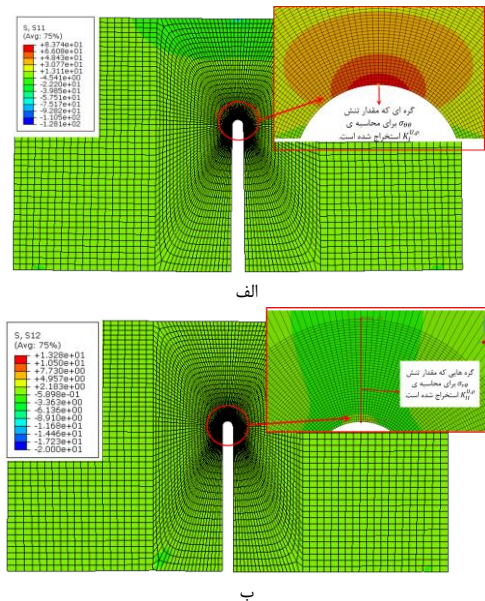 S, S11
(Avg: 75%)
+8.374e+01
+6.608e+01
+4.843e+01
+3.077e+01
+1.311e+01
-4.541e+00
-2.220e+01
-3.985e+01
-5.751e+01
-7.517e+01
-9.282e+01
-1.105e+02
-1.281e+02
گره ای که مقدار تنش
σθθ برای محاسبه ی
K_I^{U,ρ} استخراج شده است.
الف
S, S12
(Avg: 75%)
+1.328e+01
+1.050e+01
+7.730e+00
+4.957e+00
+2.183e+00
-5.898e-01
-3.363e+00
-6.136e+00
-8.910e+00
-1.168e+01
-1.446e+01
-1.723e+01
-2.000e+01
گره هایی که مقدار تنش
σrθ برای محاسبه ی
K_II^{U,ρ} استخراج شده است
ب